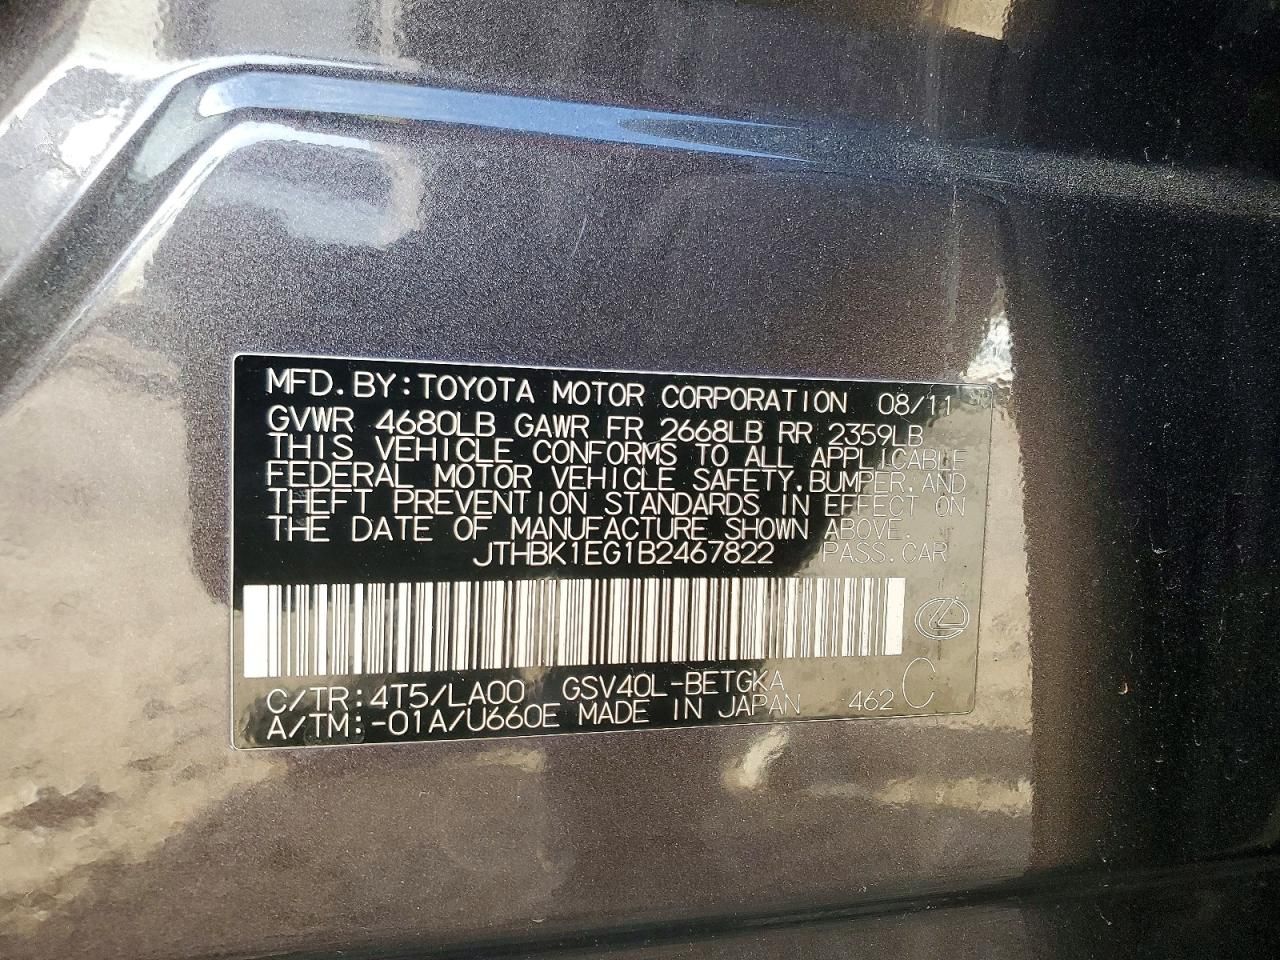 MFD.BY:TOYOTA MOTOR CORPORATION 08/11
GVWR 4680LB GAWR FR 2668LB RR 2359LB
THIS VEHICLE CONFORMS TO ALL APPLICABLE
FEDERAL MOTOR VEHICLE SAFETY,BUMPER,AND
THEFT PREVENTION STANDARDS IN EFFECT ON
THE DATE OF MANUFACTURE SHOWN ABOVE.
JTHBK1EG1B2467822 PASS.CAR
C/TR:4T5/LA00 GSV40L-BETGKA
A/TM:-01A/U660E MADE IN JAPAN 462 C